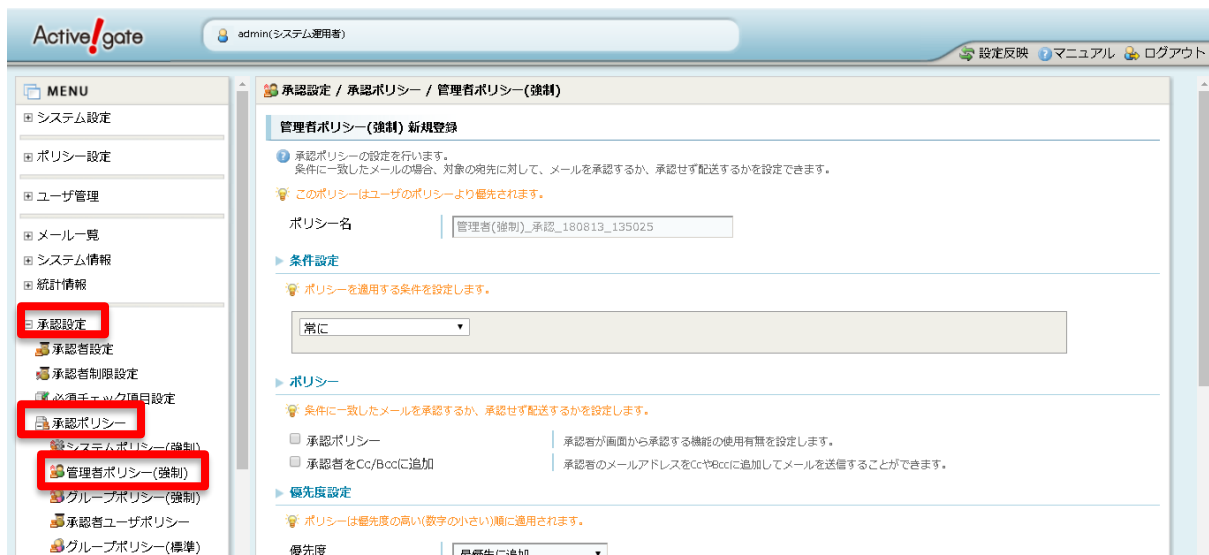 Active! gate
admin(システム運用者)
設定反映 マニュアル ログアウト
MENU
システム設定
ポリシー設定
ユーザ管理
メール一覧
システム情報
統計情報
承認設定
承認者設定
承認者制限設定
必須チェック項目設定
承認ポリシー
システムポリシー(強制)
管理者ポリシー(強制)
グループポリシー(強制)
承認者ユーザポリシー
グループポリシー(標準)
承認設定 / 承認ポリシー / 管理者ポリシー(強制)
管理者ポリシー(強制) 新規登録
承認ポリシーの設定を行います。
条件に一致したメールの場合、対象の宛先に対して、メールを承認するか、承認せず配送するかを設定できます。
このポリシーはユーザのポリシーより優先されます。
ポリシー名 管理者(強制)_承認_180813_135025
条件設定
ポリシーを適用する条件を設定します。
常に
ポリシー
条件に一致したメールを承認するか、承認せず配送するかを設定します。
承認ポリシー 承認者が画面から承認する機能の使用有無を設定します。
承認者をCc/Bccに追加 承認者のメールアドレスをCcやBccに追加してメールを送信することができます。
優先度設定
ポリシーは優先度の高い(数字の小さい)順に適用されます。
優先度 最優先に追加